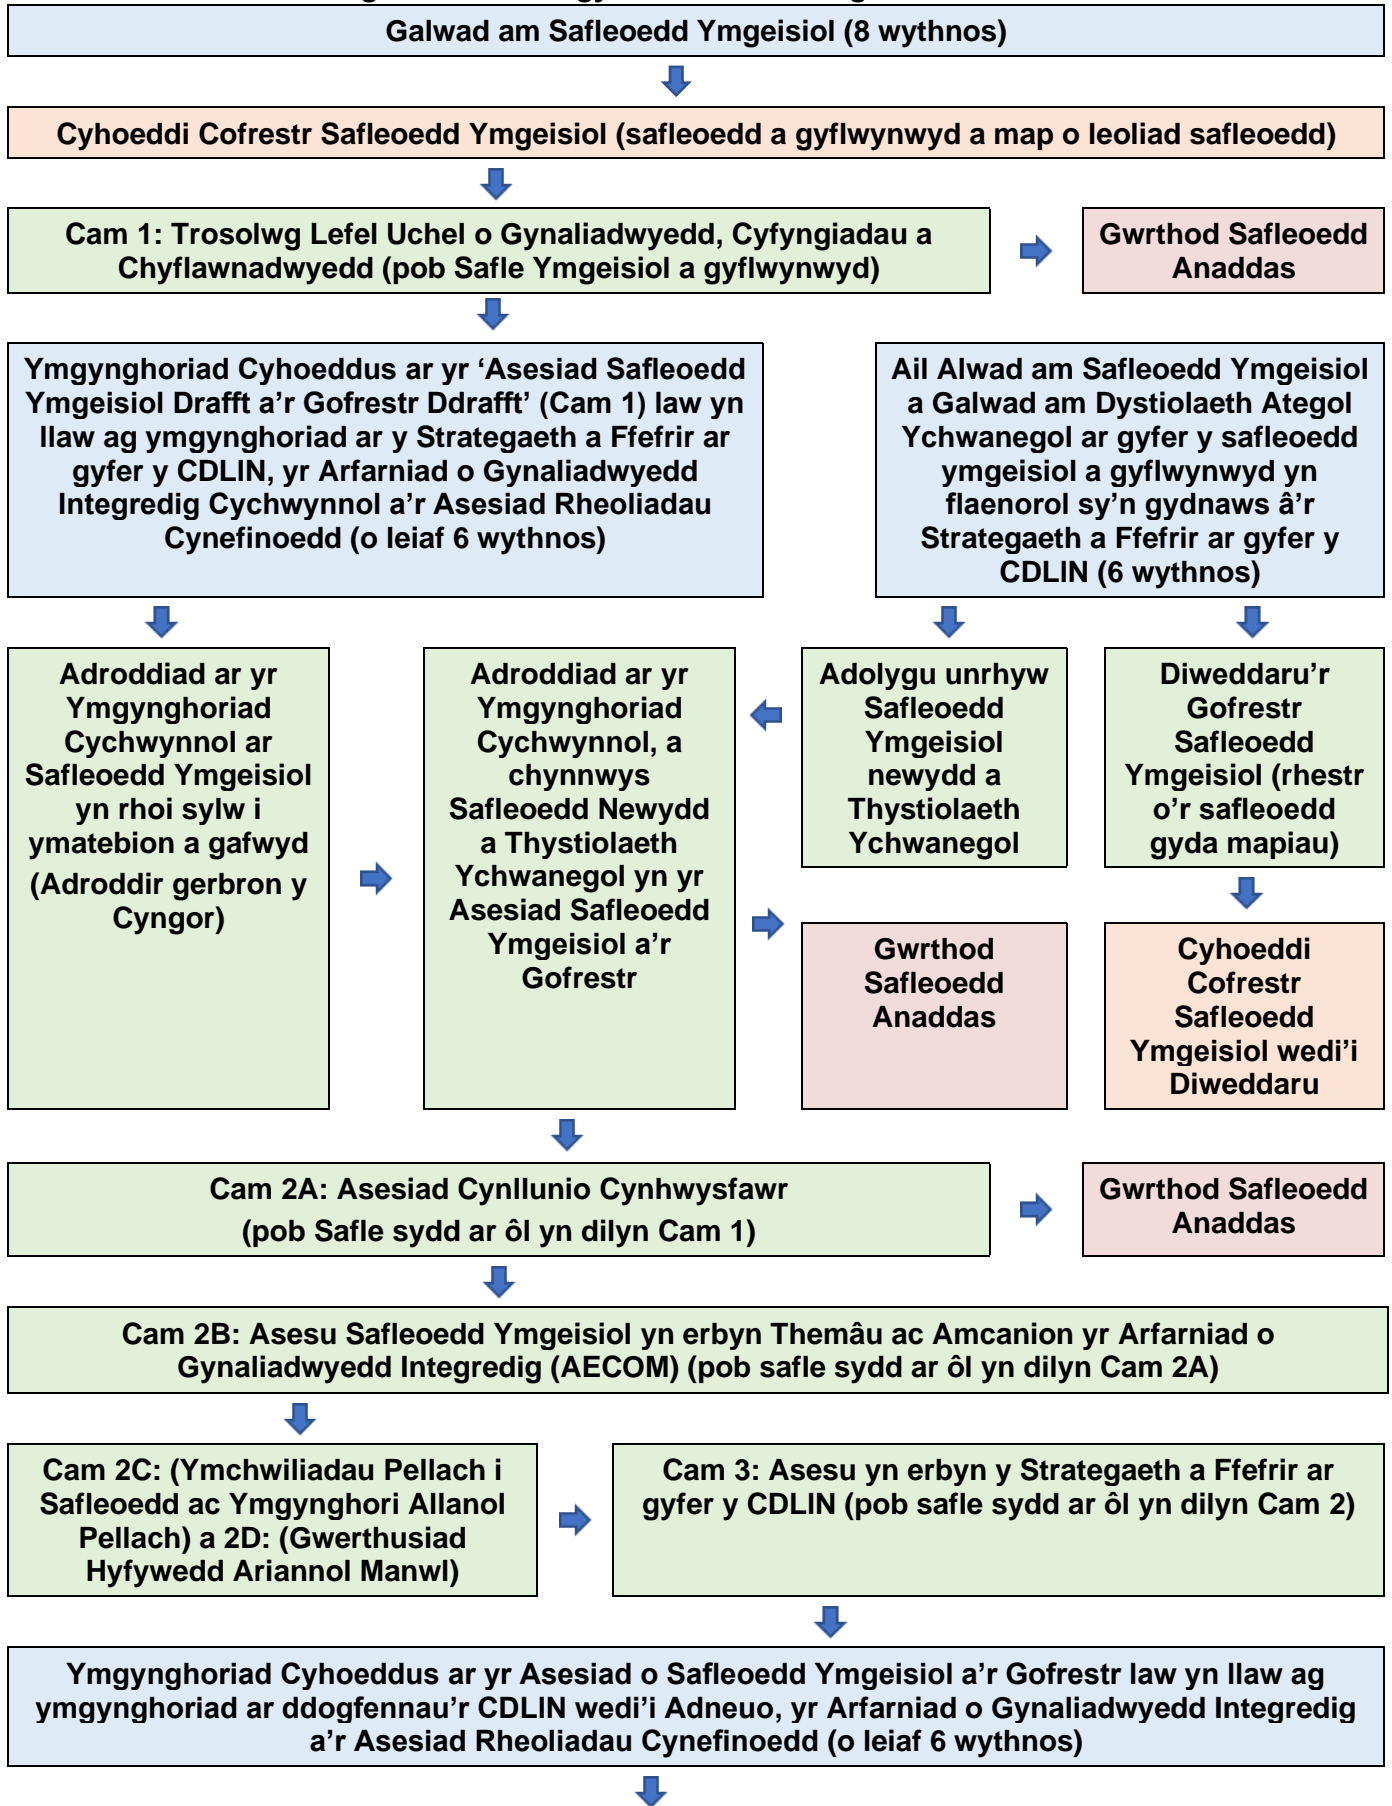 Galwad am Safleoedd Ymgeisiol (8 wythnos)
Cyhoeddi Cofrestr Safleoedd Ymgeisiol (safleoedd a gyflwynwyd a map o leoliad safleoedd)
Cam 1: Trosolwg Lefel Uchel o Gynaliadwyedd, Cyfyngiadau a
Chyflawnadwyedd (pob Safle Ymgeisiol a gyflwynwyd)
Gwrthod Safleoedd
Anaddas
Ymgynghoriad Cyhoeddus ar yr ‘Asesiad Safleoedd
Ymgeisiol Drafft a’r Gofrestr Ddrafft’ (Cam 1) law yn
llaw ag ymgynghoriad ar y Strategaeth a Ffefrir ar
gyfer y CDLlN, yr Arfarniad o Gynaliadwyedd
Integredig Cychwynnol a’r Asesiad Rheoliadau
Cynefinoedd (o leiaf 6 wythnos)
Ail Alwad am Safleoedd Ymgeisiol
a Galwad am Dystiolaeth Ategol
Ychwanegol ar gyfer y safleoedd
ymgeisiol a gyflwynwyd yn
flaenorol sy’n gydnaws â’r
Strategaeth a Ffefrir ar gyfer y
CDLlN (6 wythnos)
Adroddiad ar yr
Ymgynghoriad
Cychwynnol ar
Safleoedd Ymgeisiol
yn rhoi sylw i
ymatebion a gafwyd
(Adroddir gerbron y
Cyngor)
Adroddiad ar yr
Ymgynghoriad
Cychwynnol, a
chynnwys
Safleoedd Newydd
a Thystiolaeth
Ychwanegol yn yr
Asesiad Safleoedd
Ymgeisiol a’r
Gofrestr
Adolygu unrhyw
Safleoedd
Ymgeisiol
newydd a
Thystiolaeth
Ychwanegol
Diweddaru’r
Gofrestr
Safleoedd
Ymgeisiol (rhestr
o’r safleoedd
gyda mapiau)
Gwrthod
Safleoedd
Anaddas
Cyhoeddi
Cofrestr
Safleoedd
Ymgeisiol wedi’i
Diweddaru
Cam 2A: Asesiad Cynllunio Cynhwysfawr
(pob Safle sydd ar ôl yn dilyn Cam 1)
Gwrthod Safleoedd
Anaddas
Cam 2B: Asesu Safleoedd Ymgeisiol yn erbyn Themâu ac Amcanion yr Arfarniad o
Gynaliadwyedd Integredig (AECOM) (pob safle sydd ar ôl yn dilyn Cam 2A)
Cam 2C: (Ymchwiliadau Pellach i
Safleoedd ac Ymgynghori Allanol
Pellach) a 2D: (Gwerthusiad
Hyfywedd Ariannol Manwl)
Cam 3: Asesu yn erbyn y Strategaeth a Ffefrir ar
gyfer y CDLlN (pob safle sydd ar ôl yn dilyn Cam 2)
Ymgynghoriad Cyhoeddus ar yr Asesiad o Safleoedd Ymgeisiol a’r Gofrestr law yn llaw ag
ymgynghoriad ar ddogfennau’r CDLlN wedi’i Adneuo, yr Arfarniad o Gynaliadwyedd Integredig
a’r Asesiad Rheoliadau Cynefinoedd (o leiaf 6 wythnos)